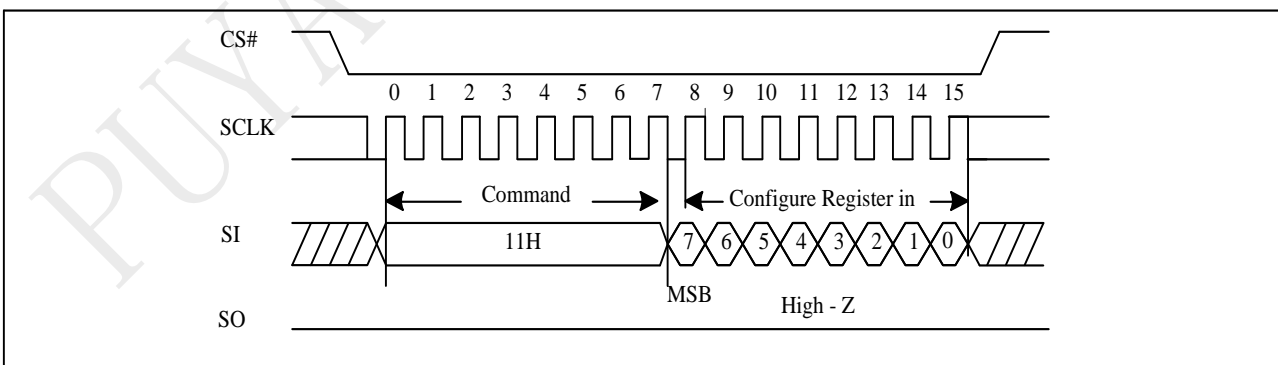 PUYA
CS#
0 1 2 3 4 5 6 7 8 9 10 11 12 13 14 15
SCLK
Command
Configure Register in
SI
11H
7 6 5 4 3 2 1 0
MSB
High - Z
SO